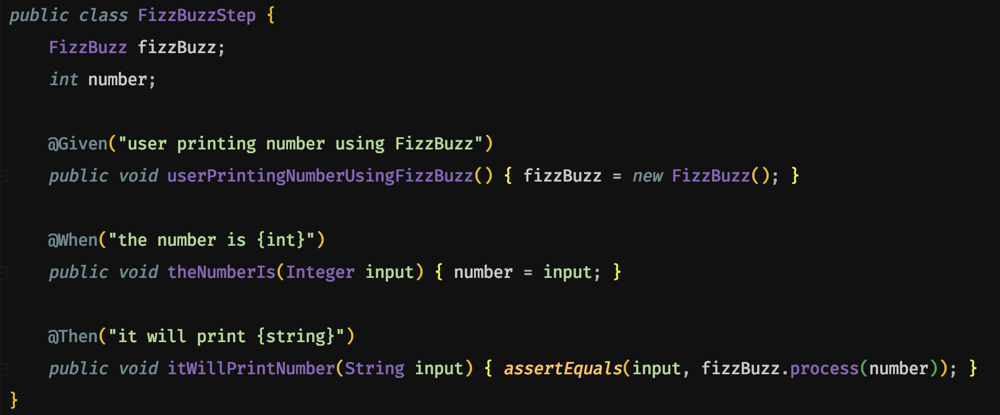 public class FizzBuzzStep {
FizzBuzz fizzBuzz;
int number;
@Given("user printing number using FizzBuzz")
public void userPrintingNumberUsingFizzBuzz() { fizzBuzz = new FizzBuzz(); }
@When("the number is {int}")
public void theNumberIs(Integer input) { number = input; }
@Then("it will print {string}")
public void itWillPrintNumber(String input) { assertEquals(input, fizzBuzz.process(number)); }
}